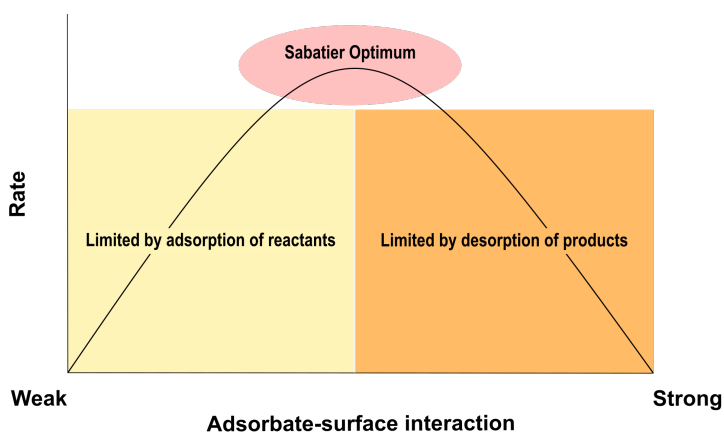 Sabatier Optimum
Rate
Limited by adsorption of reactants
Limited by desorption of products
Weak
Strong
Adsorbate-surface interaction